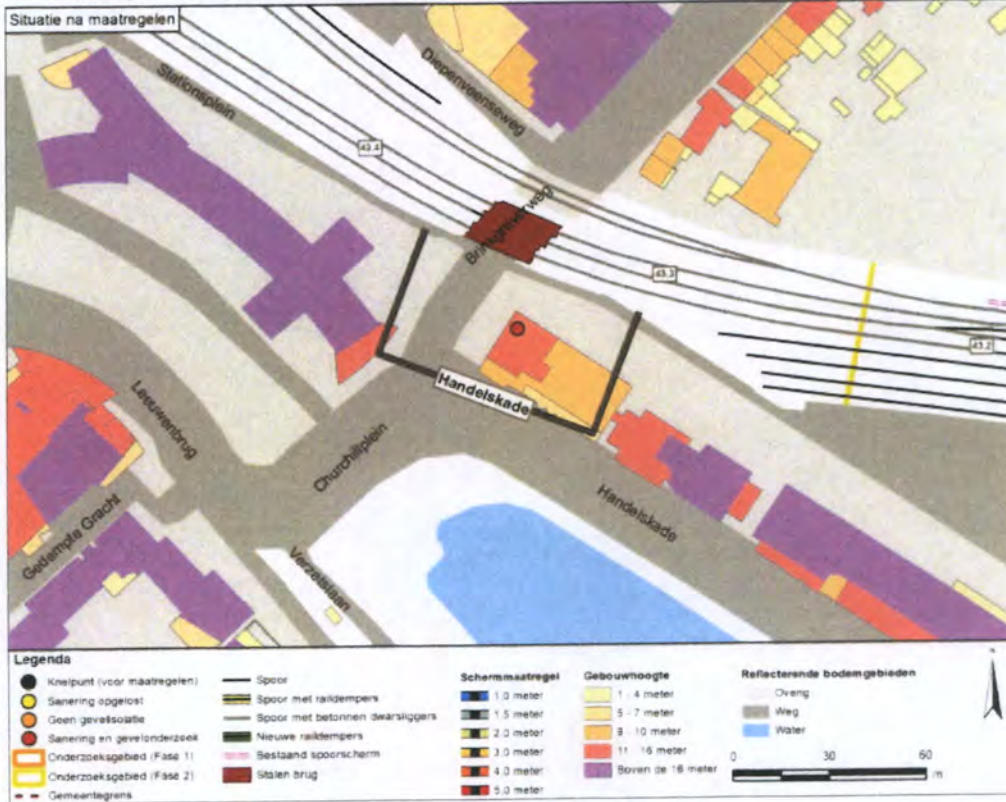 Situatie na maatregelen
Diepenveenseweg
Stationsplein
43.4
Brinkgreverweg
43.3
43.2
Handelskade
Leeuwenbrug
Churchillplein
Handelskade
Gedempte Gracht
Verzetslaan
Legenda
Knelpunt (voor maatregelen)
Sanering opgelost
Geen gevelisolatie
Sanering en gevelonderzoek
Onderzoeksgebied (Fase 1)
Onderzoeksgebied (Fase 2)
Gemeentegrens
Spoor
Spoor met raildempers
Spoor met betonnen dwarsliggers
Nieuwe raildempers
Bestaand spoorscherm
Stalen brug
Schermmaatregel
1.0 meter
1.5 meter
2.0 meter
3.0 meter
4.0 meter
5.0 meter
Gebouwhoogte
1 - 4 meter
5 - 7 meter
8 - 10 meter
11 - 16 meter
Boven de 16 meter
Reflecterende bodemgebieden
Overig
Weg
Water
0 30 60
m